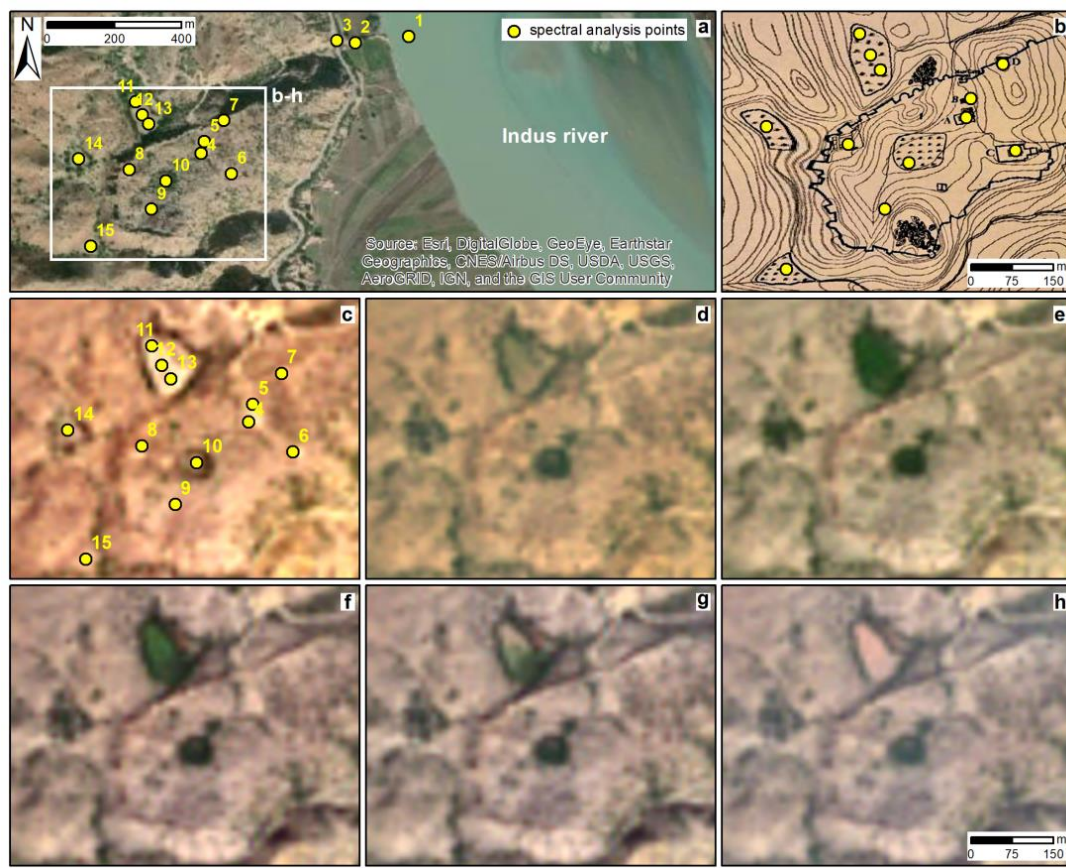 N
m
0 200 400
3 2 1
spectral analysis points
a
b
11
12
13
7
b-h
5
4
14
8
10
6
9
15
Indus river
Source: Esri, DigitalGlobe, GeoEye, Earthstar
Geographics, CNES/Airbus DS, USDA, USGS,
AeroGRID, IGN, and the GIS User Community
D
B
A
m
0 75 150
c
11
12
13
7
5
4
14
8
10
6
9
15
d
e
f
g
h
m
0 75 150